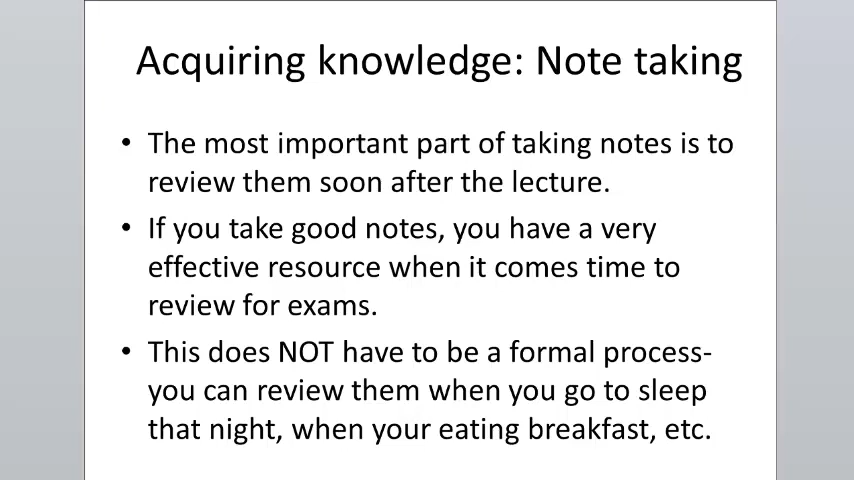 Acquiring knowledge: Note taking
• The most important part of taking notes is to
review them soon after the lecture.
• If you take good notes, you have a very
effective resource when it comes time to
review for exams.
• This does NOT have to be a formal process-
you can review them when you go to sleep
that night, when your eating breakfast, etc.